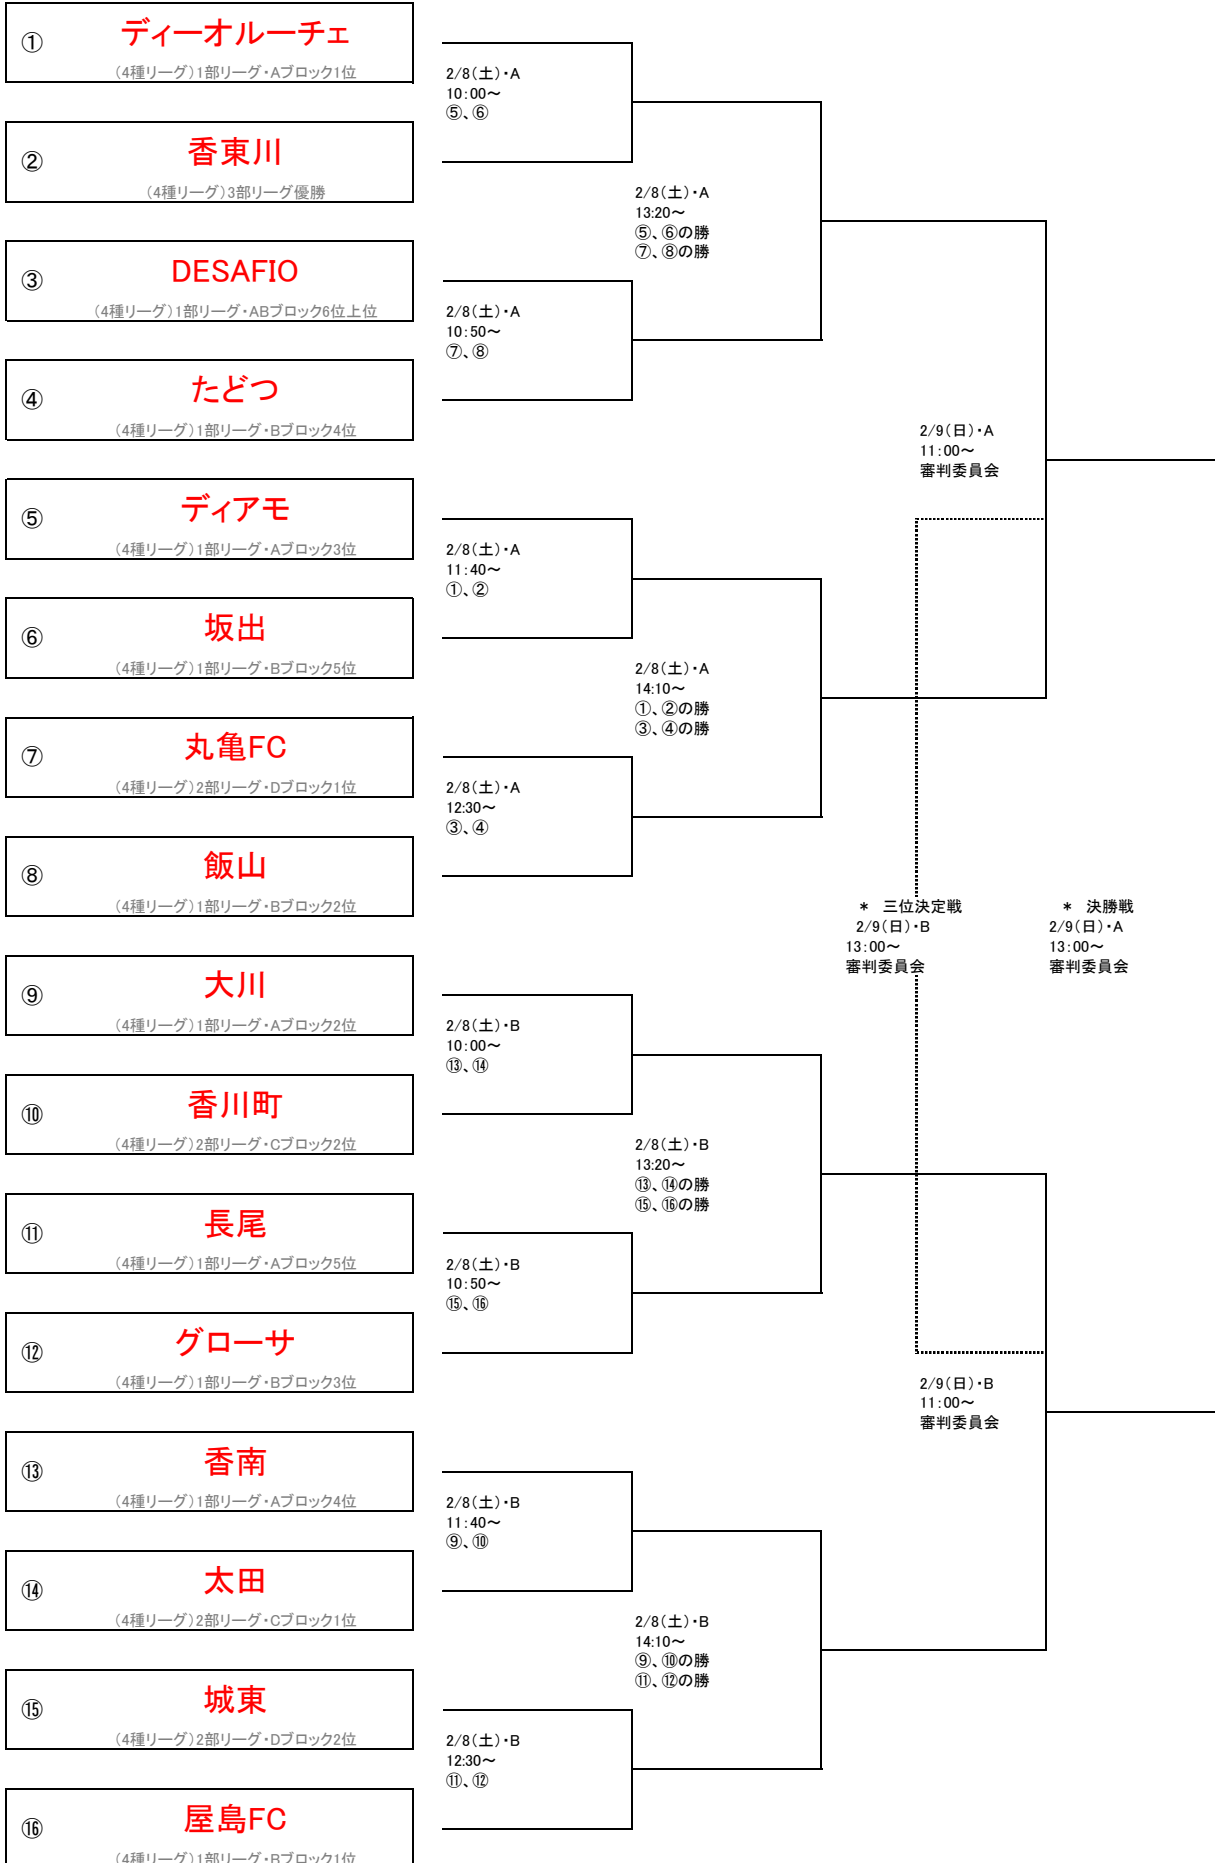 ① ディーオルーチェ
（4種リーグ）1部リーグ・Aブロック1位
2/8（土）・A
10：00～
⑤、⑥
② 香東川
（4種リーグ）3部リーグ優勝
2/8（土）・A
13:20～
⑤、⑥の勝
⑦、⑧の勝
③ DESAFIO
（4種リーグ）1部リーグ・ABブロック6位上位
2/8（土）・A
10：50～
⑦、⑧
④ たどつ
（4種リーグ）1部リーグ・Bブロック4位
2/9（日）・A
11：00～
審判委員会
⑤ ディアモ
（4種リーグ）1部リーグ・Aブロック3位
2/8（土）・A
11：40～
①、②
⑥ 坂出
（4種リーグ）1部リーグ・Bブロック5位
2/8（土）・A
14:10～
①、②の勝
③、④の勝
⑦ 丸亀FC
（4種リーグ）2部リーグ・Dブロック1位
2/8（土）・A
12:30～
③、④
⑧ 飯山
（4種リーグ）1部リーグ・Bブロック2位
＊ 三位決定戦
2/9（日）・B
13：00～
審判委員会
＊ 決勝戦
2/9（日）・A
13：00～
審判委員会
⑨ 大川
（4種リーグ）1部リーグ・Aブロック2位
2/8（土）・B
10：00～
⑬、⑭
⑩ 香川町
（4種リーグ）2部リーグ・Cブロック2位
2/8（土）・B
13:20～
⑬、⑭の勝
⑮、⑯の勝
⑪ 長尾
（4種リーグ）1部リーグ・Aブロック5位
2/8（土）・B
10：50～
⑮、⑯
⑫ グローサ
（4種リーグ）1部リーグ・Bブロック3位
2/9（日）・B
11：00～
審判委員会
⑬ 香南
（4種リーグ）1部リーグ・Aブロック4位
2/8（土）・B
11：40～
⑨、⑩
⑭ 太田
（4種リーグ）2部リーグ・Cブロック1位
2/8（土）・B
14:10～
⑨、⑩の勝
⑪、⑫の勝
⑮ 城東
（4種リーグ）2部リーグ・Dブロック2位
2/8（土）・B
12:30～
⑪、⑫
⑯ 屋島FC
（4種リーグ）1部リーグ・Bブロック1位